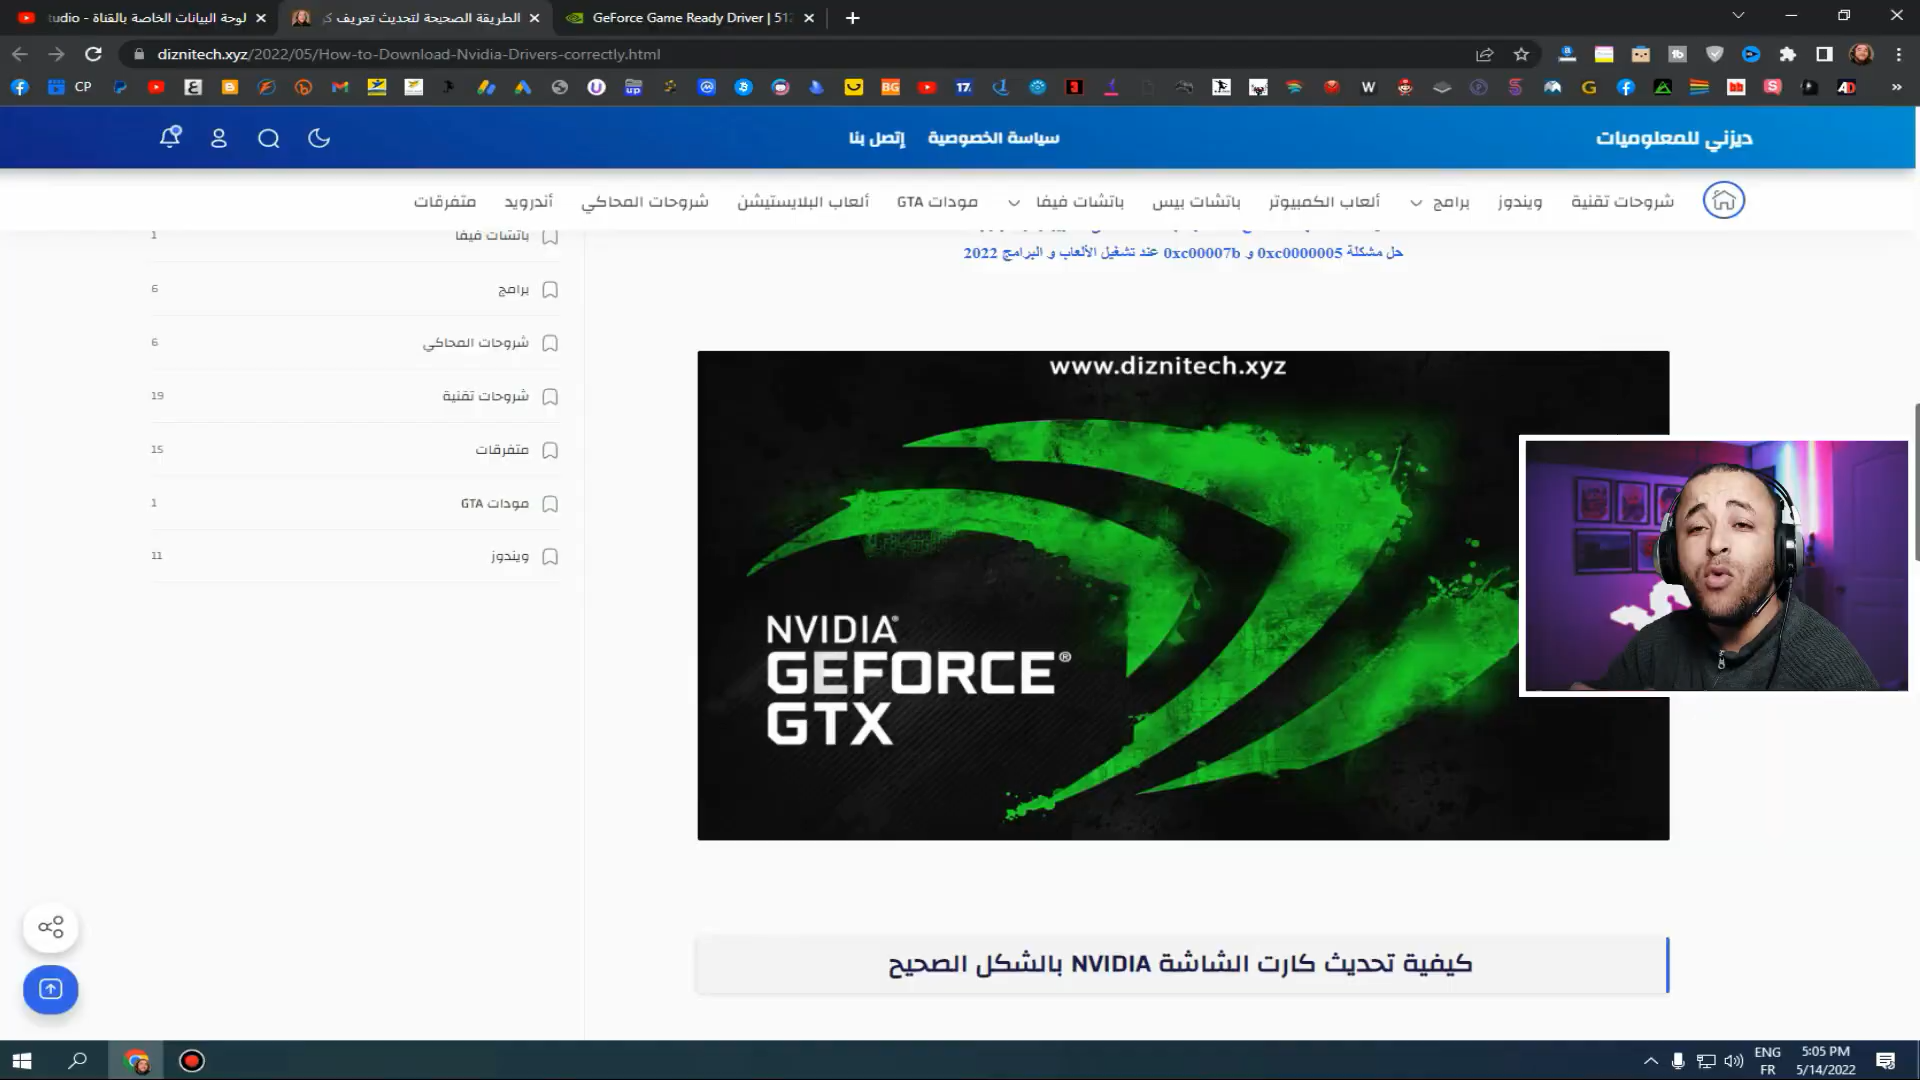 لوحة البيانات الخاصة بالقناة - tudio
الطريقة الصحيحة لتحديث تعريف ك
GeForce Game Ready Driver | 512
diznitech.xyz/2022/05/How-to-Download-Nvidia-Drivers-correctly.html
CP
ديزني للمعلوميات
سياسة الخصوصية
إتصل بنا
شروحات تقنية
ويندوز
برامج
ألعاب الكمبيوتر
باتشات بيس
باتشات فيفا
مودات GTA
ألعاب البلايستيشن
شروحات المحاكي
أندرويد
متفرقات
حل مشكلة 0xc0000005 و 0xc00007b عند تشغيل الألعاب و البرامج 2022
باتشات فيفا 1
برامج 6
شروحات المحاكي 6
شروحات تقنية 19
متفرقات 15
مودات GTA 1
ويندوز 11
www.diznitech.xyz
NVIDIA®
GEFORCE®
GTX
كيفية تحديث كارت الشاشة NVIDIA بالشكل الصحيح
ENG
FR
5:05 PM
5/14/2022